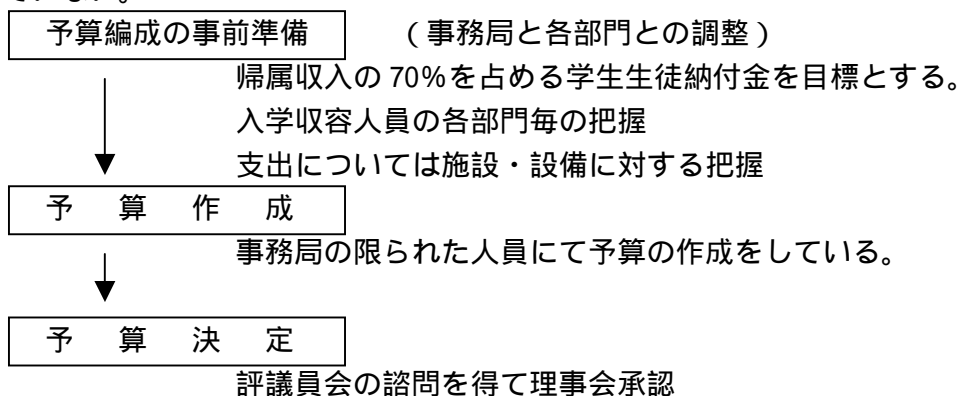 ていない。
予算編成の事前準備 (事務局と各部門との調整)
帰属収入の 70%を占める学生生徒納付金を目標とする。
入学収容人員の各部門毎の把握
支出については施設・設備に対する把握
予 算 作 成
事務局の限られた人員にて予算の作成をしている。
予 算 決 定
評議員会の諮問を得て理事会承認